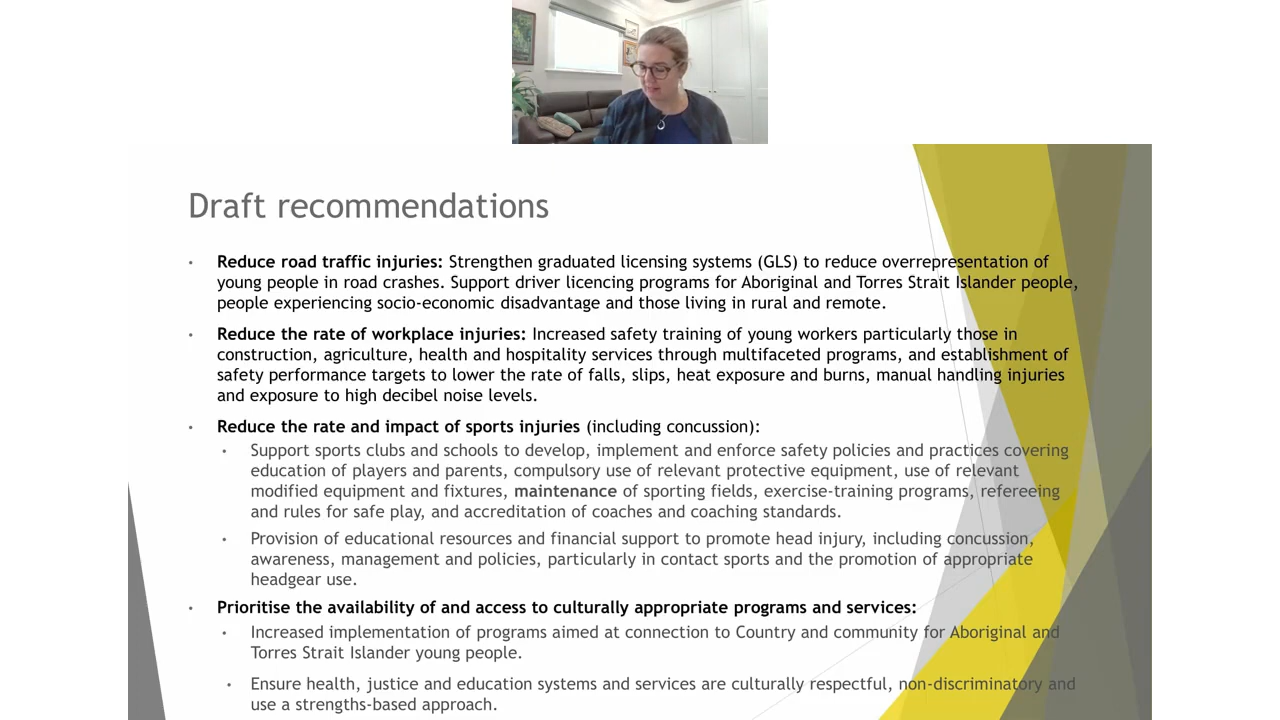 Draft recommendations
• Reduce road traffic injuries: Strengthen graduated licensing systems (GLS) to reduce overrepresentation of
young people in road crashes. Support driver licencing programs for Aboriginal and Torres Strait Islander people,
people experiencing socio-economic disadvantage and those living in rural and remote.
• Reduce the rate of workplace injuries: Increased safety training of young workers particularly those in
construction, agriculture, health and hospitality services through multifaceted programs, and establishment of
safety performance targets to lower the rate of falls, slips, heat exposure and burns, manual handling injuries
and exposure to high decibel noise levels.
• Reduce the rate and impact of sports injuries (including concussion):
• Support sports clubs and schools to develop, implement and enforce safety policies and practices covering
education of players and parents, compulsory use of relevant protective equipment, use of relevant
modified equipment and fixtures, maintenance of sporting fields, exercise-training programs, refereeing
and rules for safe play, and accreditation of coaches and coaching standards.
• Provision of educational resources and financial support to promote head injury, including concussion,
awareness, management and policies, particularly in contact sports and the promotion of appropriate
headgear use.
• Prioritise the availability of and access to culturally appropriate programs and services:
• Increased implementation of programs aimed at connection to Country and community for Aboriginal and
Torres Strait Islander young people.
• Ensure health, justice and education systems and services are culturally respectful, non-discriminatory and
use a strengths-based approach.